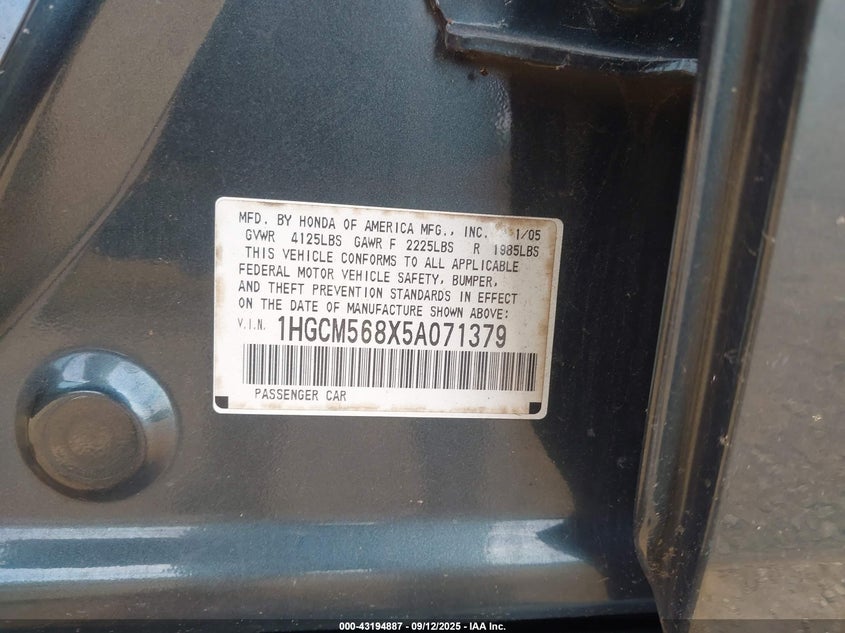 MFD. BY HONDA OF AMERICA MFG., INC. 1/05
GVWR 4125LBS GAWR F 2225LBS R 1985LBS
THIS VEHICLE CONFORMS TO ALL APPLICABLE
FEDERAL MOTOR VEHICLE SAFETY, BUMPER,
AND THEFT PREVENTION STANDARDS IN EFFECT
ON THE DATE OF MANUFACTURE SHOWN ABOVE:
V.I.N. 1HGCM568X5A071379
PASSENGER CAR
000-43194887 - 09/12/2025 - IAA Inc.